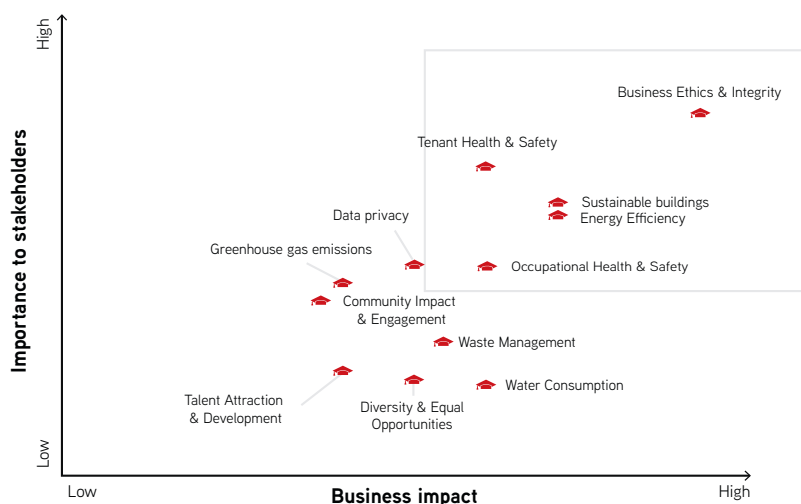 High
Importance to stakeholders
Low
Business Ethics & Integrity
Tenant Health & Safety
Sustainable buildings
Energy Efficiency
Data privacy
Greenhouse gas emissions
Occupational Health & Safety
Community Impact
& Engagement
Waste Management
Talent Attraction
& Development
Diversity & Equal
Opportunities
Water Consumption
Low
Business impact
High